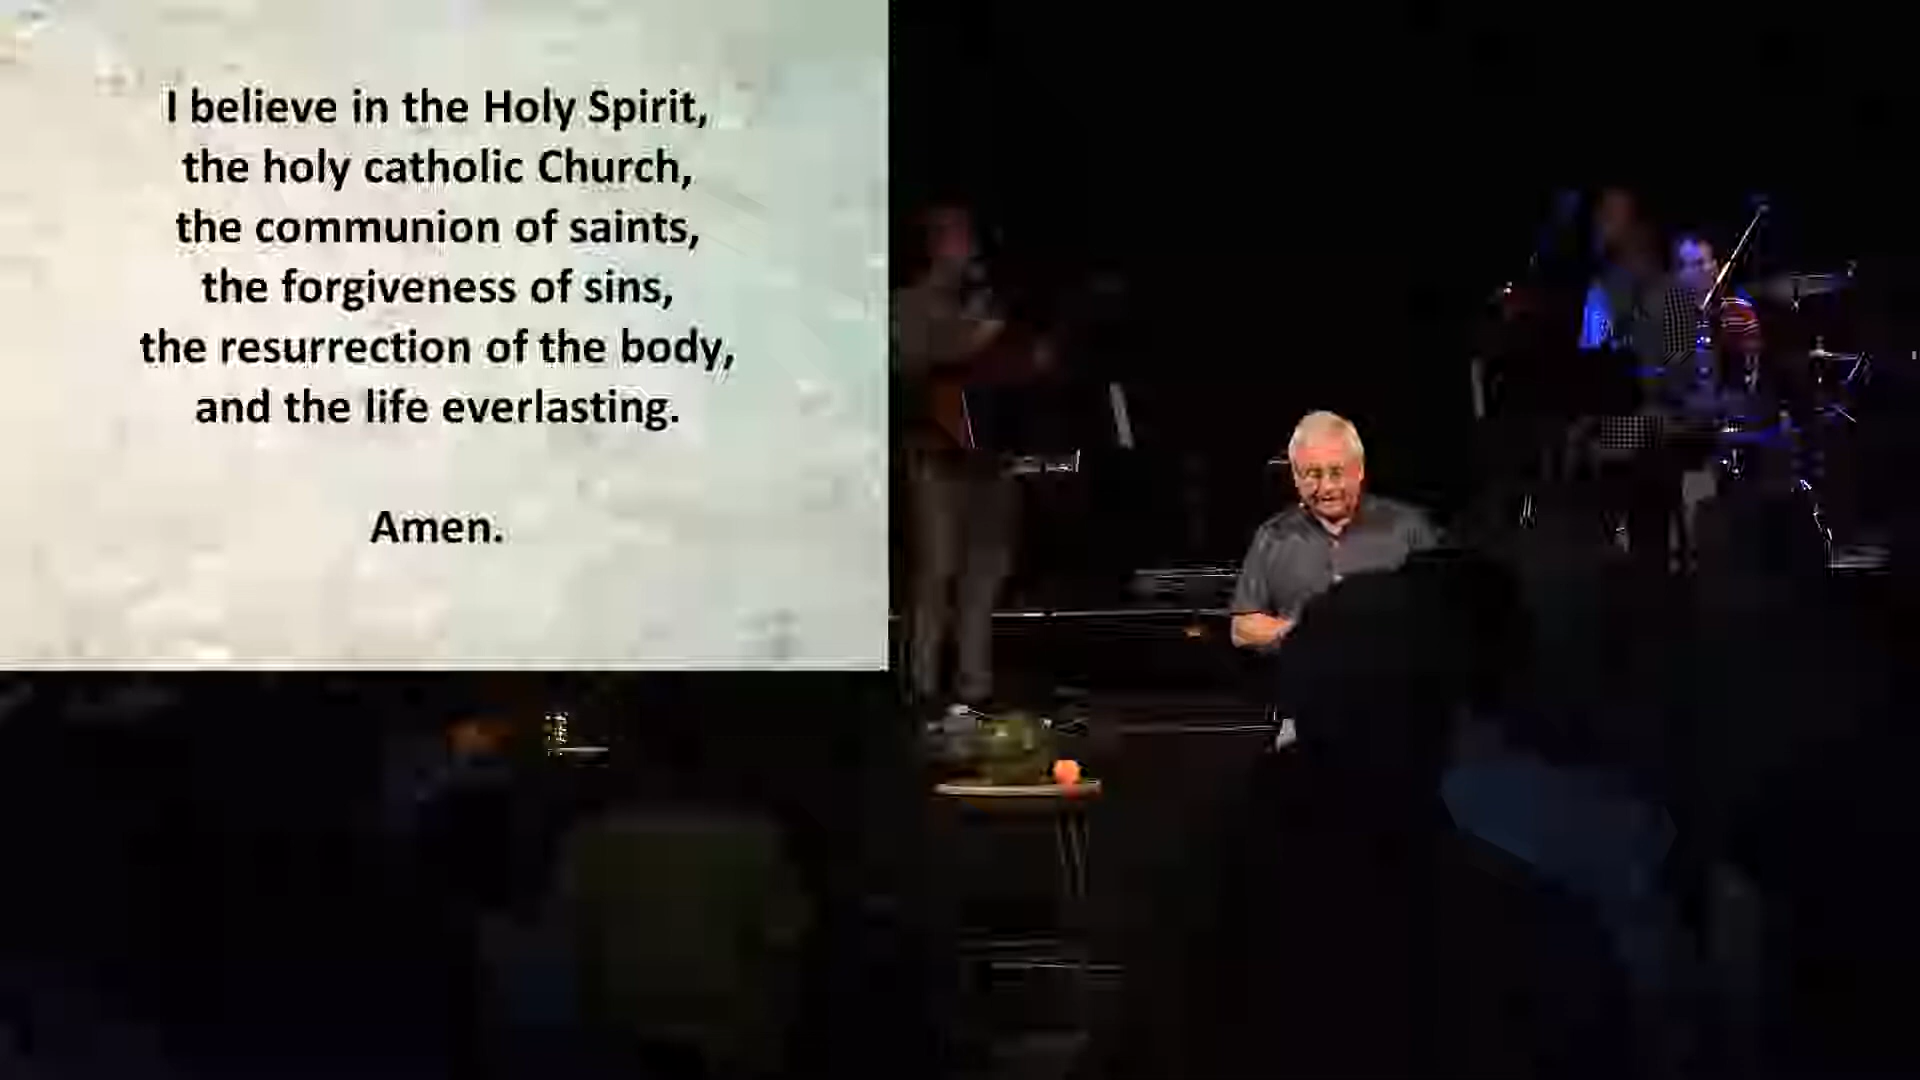 I believe in the Holy Spirit,
the holy catholic Church,
the communion of saints,
the forgiveness of sins,
the resurrection of the body,
and the life everlasting.
Amen.